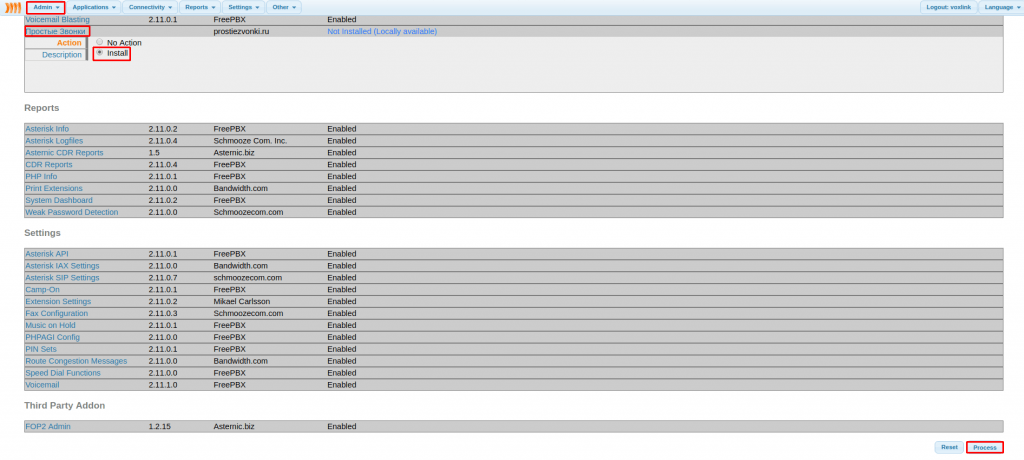 Admin Applications Connectivity Reports Settings Other Logout: voxlink Language
Voicemail Blasting 2.11.0.1 FreePBX Enabled
Простые Звонки prostiezvonki.ru Not Installed (Locally available)
Action No Action
Install
Description
Reports
Asterisk Info 2.11.0.2 FreePBX Enabled
Asterisk Logfiles 2.11.0.4 Schmooze Com. Inc. Enabled
Asternic CDR Reports 1.5 Asternic.biz Enabled
CDR Reports 2.11.0.4 FreePBX Enabled
PHP Info 2.11.0.1 FreePBX Enabled
Print Extensions 2.11.0.0 Bandwidth.com Enabled
System Dashboard 2.11.0.2 FreePBX Enabled
Weak Password Detection 2.11.0.0 Schmoozecom.com Enabled
Settings
Asterisk API 2.11.0.1 FreePBX Enabled
Asterisk IAX Settings 2.11.0.0 Bandwidth.com Enabled
Asterisk SIP Settings 2.11.0.7 schmoozecom.com Enabled
Camp-On 2.11.0.1 FreePBX Enabled
Extension Settings 2.11.0.2 Mikael Carlsson Enabled
Fax Configuration 2.11.0.3 Schmoozecom.com Enabled
Music on Hold 2.11.0.1 FreePBX Enabled
PHPAGI Config 2.11.0.0 FreePBX Enabled
PIN Sets 2.11.0.1 FreePBX Enabled
Route Congestion Messages 2.11.0.0 Bandwidth.com Enabled
Speed Dial Functions 2.11.0.0 FreePBX Enabled
Voicemail 2.11.1.0 FreePBX Enabled
Third Party Addon
FOP2 Admin 1.2.15 Asternic.biz Enabled
Reset Process